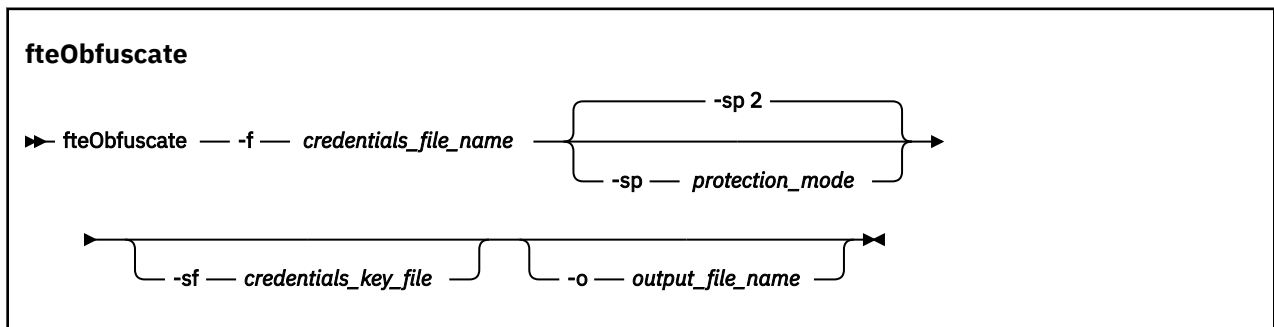 fteObfuscate
-sp 2
fteObfuscate -f credentials_file_name
-sp protection_mode
-sf credentials_key_file -o output_file_name